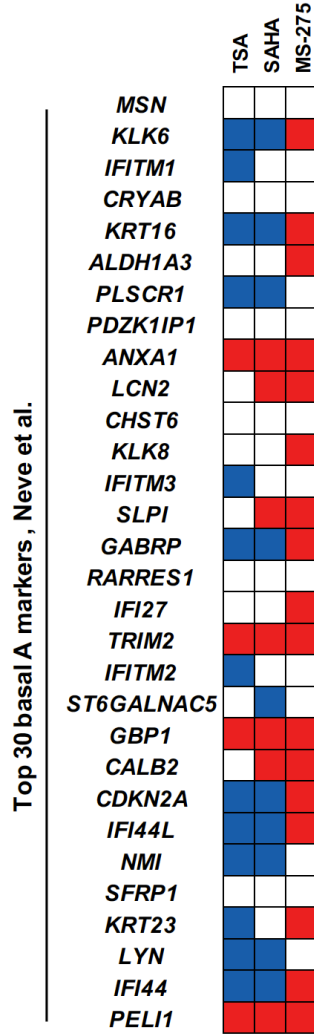 TSA
SAHA
MS-275
MSN
KLK6
IFITM1
CRYAB
KRT16
ALDH1A3
PLSCR1
PDZK1IP1
ANXA1
LCN2
CHST6
KLK8
IFITM3
SLPI
GABRP
RARRES1
IFI27
TRIM2
IFITM2
ST6GALNAC5
GBP1
CALB2
CDKN2A
IFI44L
NMI
SFRP1
KRT23
LYN
IFI44
PELI1
Top 30 basal A markers , Neve et al.